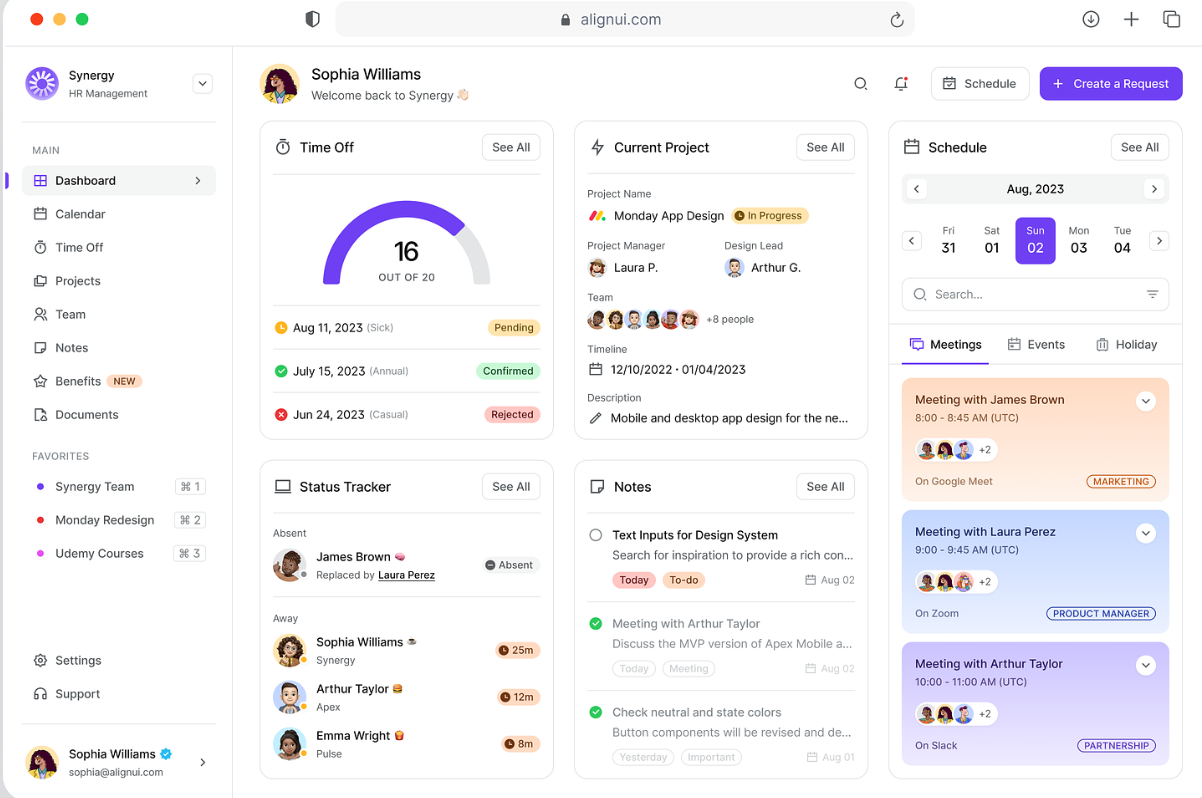 alignui.com
Synergy
HR Management
MAIN
Dashboard
Calendar
Time Off
Projects
Team
Notes
Benefits NEW
Documents
FAVORITES
Synergy Team ⌘ 1
Monday Redesign ⌘ 2
Udemy Courses ⌘ 3
Settings
Support
Sophia Williams
sophia@alignui.com
Sophia Williams
Welcome back to Synergy 👋🏻
Schedule
+ Create a Request
Time Off See All
16
OUT OF 20
Aug 11, 2023 (Sick) Pending
July 15, 2023 (Annual) Confirmed
Jun 24, 2023 (Casual) Rejected
Current Project See All
Project Name
Monday App Design In Progress
Project Manager Design Lead
Laura P. Arthur G.
Team
+8 people
Timeline
12/10/2022 · 01/04/2023
Description
Mobile and desktop app design for the ne...
Schedule See All
Aug, 2023
Fri Sat Sun Mon Tue
31 01 02 03 04
Search...
Meetings Events Holiday
Meeting with James Brown
8:00 - 8:45 AM (UTC)
+2
On Google Meet MARKETING
Meeting with Laura Perez
9:00 - 9:45 AM (UTC)
+2
On Zoom PRODUCT MANAGER
Meeting with Arthur Taylor
10:00 - 11:00 AM (UTC)
+2
On Slack PARTNERSHIP
Status Tracker See All
Absent
James Brown 🧠 Absent
Replaced by Laura Perez
Away
Sophia Williams ☕ 25m
Synergy
Arthur Taylor 🍔 12m
Apex
Emma Wright 🍟 8m
Pulse
Notes See All
Text Inputs for Design System
Search for inspiration to provide a rich con...
Today To-do Aug 02
Meeting with Arthur Taylor
Discuss the MVP version of Apex Mobile a...
Today Meeting Aug 02
Check neutral and state colors
Button components will be revised and de...
Yesterday Important Aug 01